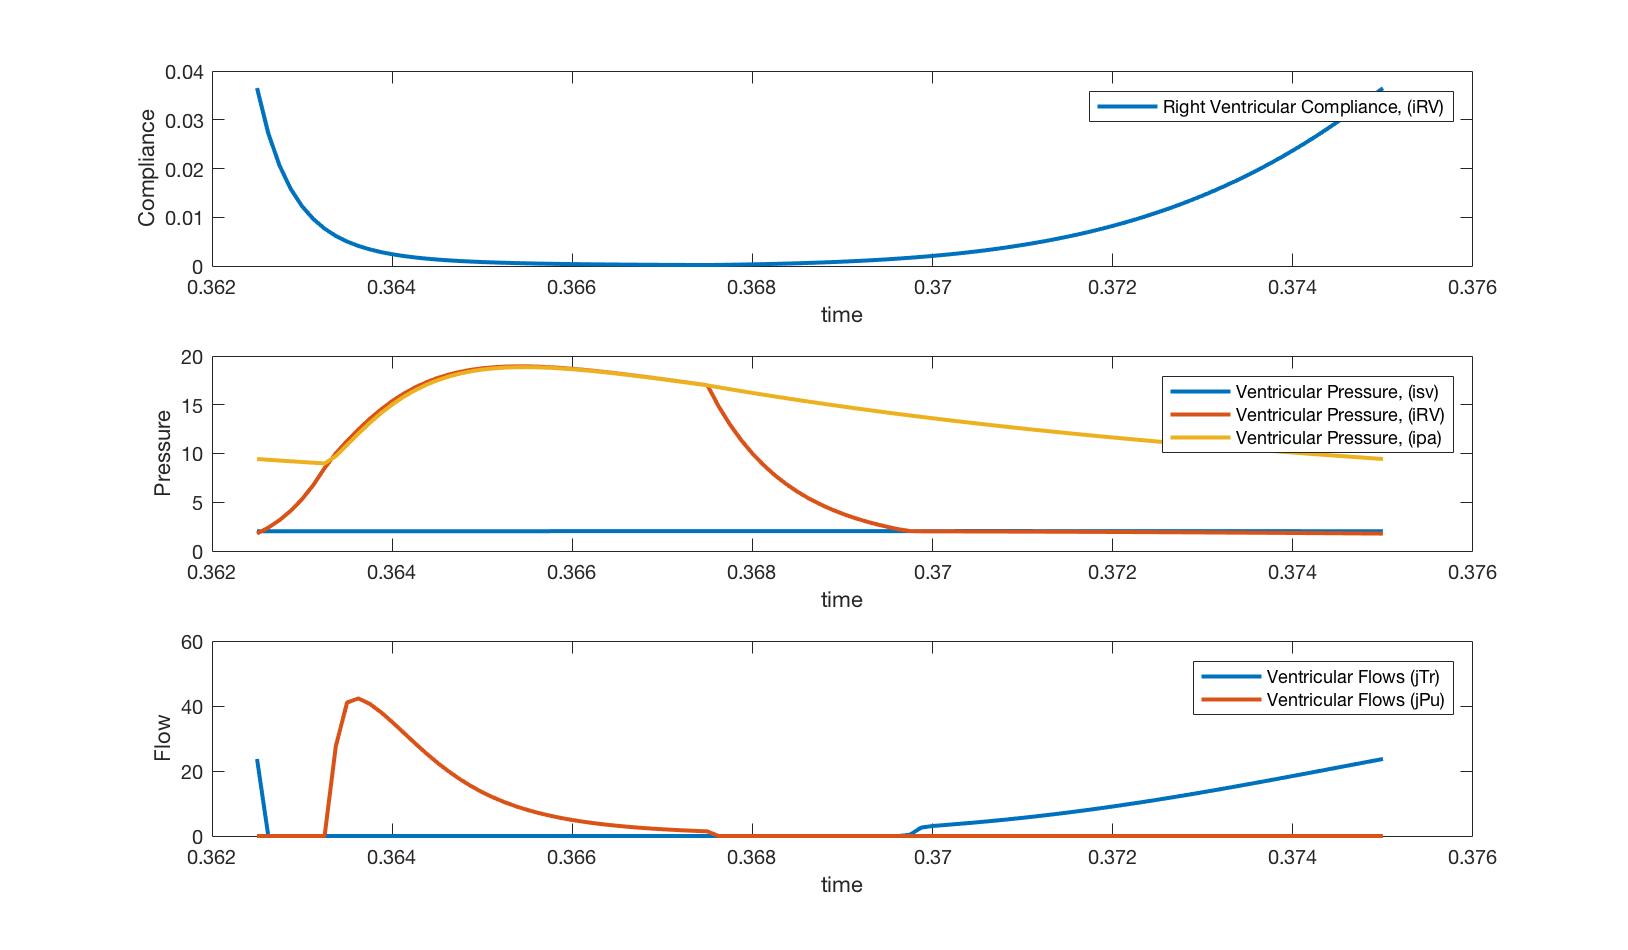 0.04
0.03
0.02
0.01
0
Compliance
Right Ventricular Compliance, (iRV)
0.362 0.364 0.366 0.368 0.37 0.372 0.374 0.376
time
20
15
10
5
0
Pressure
Ventricular Pressure, (isv)
Ventricular Pressure, (iRV)
Ventricular Pressure, (ipa)
0.362 0.364 0.366 0.368 0.37 0.372 0.374 0.376
time
60
40
20
0
Flow
Ventricular Flows (jTr)
Ventricular Flows (jPu)
0.362 0.364 0.366 0.368 0.37 0.372 0.374 0.376
time